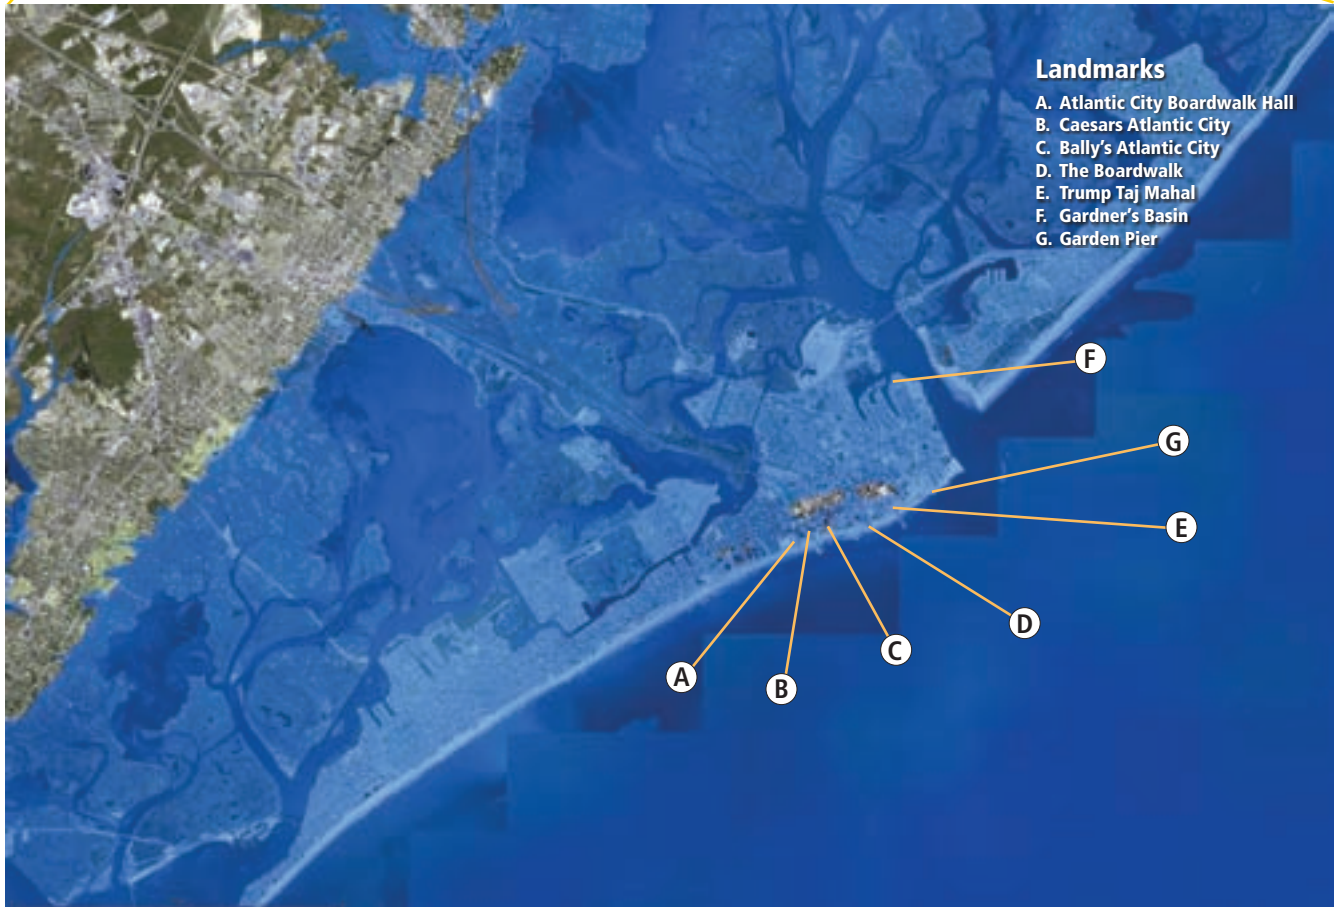 Landmarks
A. Atlantic City Boardwalk Hall
B. Caesars Atlantic City
C. Bally's Atlantic City
D. The Boardwalk
E. Trump Taj Mahal
F. Gardner's Basin
G. Garden Pier
F
G
E
D
C
A
B